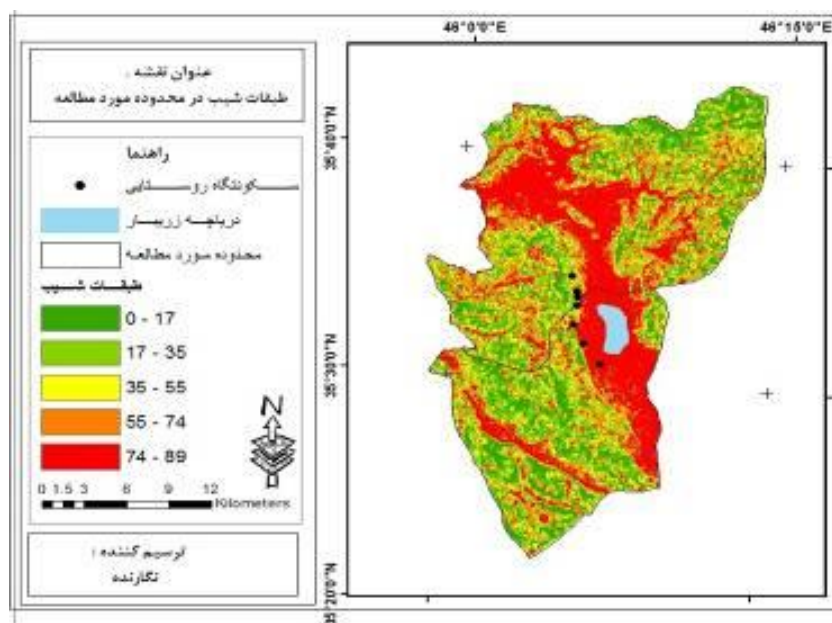 46°0'0"E
46°15'0"E
عنوان نقشه :
طبقات شیب در محدوده مورد مطالعه
راهنما
سکونتگاه روستایی
دریاچه زریبار
محدوده مورد مطالعه
طبقات شیب
0 - 17
17 - 35
35 - 55
55 - 74
74 - 89
N
0 1.5 3 6 9 12
Kilometers
ترسیم کننده :
نگارنده
35°40'0"N
35°30'0"N
35°20'0"N